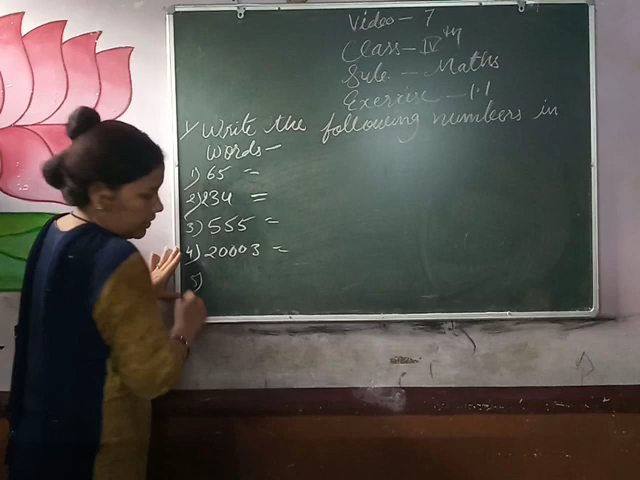 Video - 7
Class - IVth
Sub. - Maths
Exercise - 1.1
1) Write the following numbers in
words -
1) 65 =
2) 234 =
3) 555 =
4) 20003 =
5)